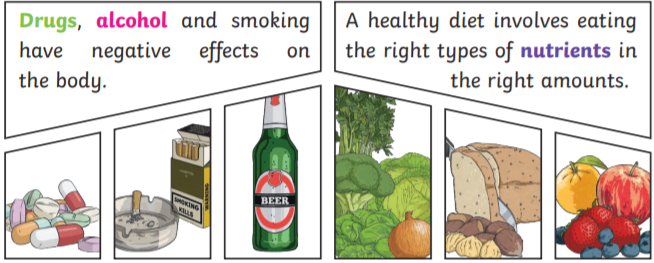 Drugs, alcohol and smoking
have negative effects on
the body.
A healthy diet involves eating
the right types of nutrients in
the right amounts.
SMOKING
KILLS
WARNING
BEER